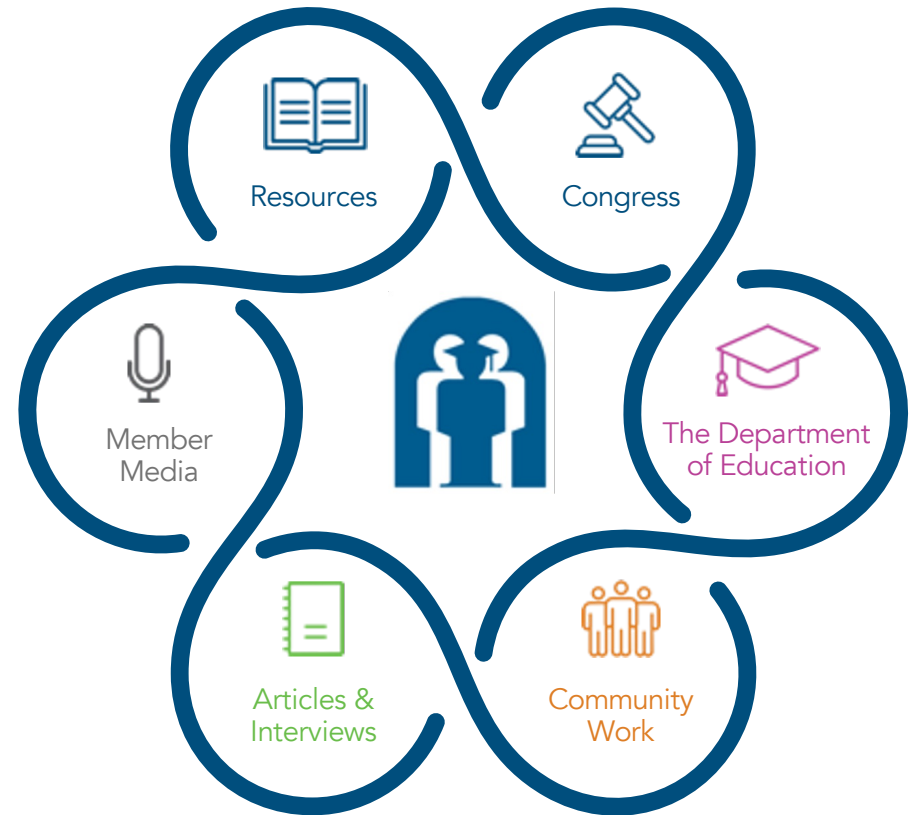 Resources
Congress
Member
Media
The Department
of Education
Articles &
Interviews
Community
Work